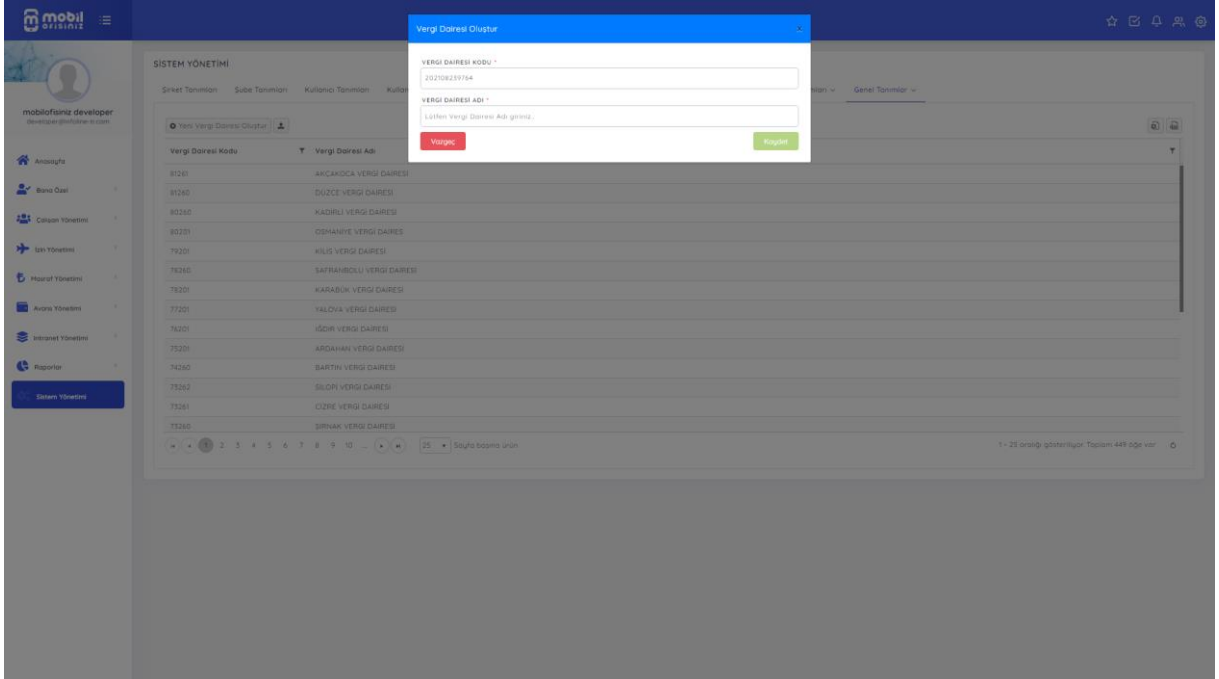 mobil
ofisiniz
mobilofisiniz developer
Anasayfa
Bana Özel
Çalışan Yönetimi
İzin Yönetimi
Masraf Yönetimi
Avans Yönetimi
İntranet Yönetimi
Raporlar
Sistem Yönetimi
SİSTEM YÖNETİMİ
Şirket Tanımları Şube Tanımları Kullanıcı Tanımları Genel Tanımlar
Yeni Vergi Dairesi Oluştur
Vergi Dairesi Kodu Vergi Dairesi Adı
81261 AKÇAKOCA VERGİ DAİRESİ
81260 DÜZCE VERGİ DAİRESİ
80260 KADİRLİ VERGİ DAİRESİ
80201 OSMANİYE VERGİ DAİRES
79201 KİLİS VERGİ DAİRESİ
78260 SAFRANBOLU VERGİ DAİRESİ
78201 KARABÜK VERGİ DAİRESİ
77201 YALOVA VERGİ DAİRESİ
76201 IĞDIR VERGİ DAİRESİ
75201 ARDAHAN VERGİ DAİRESİ
74260 BARTIN VERGİ DAİRESİ
73262 SİLOPİ VERGİ DAİRESİ
73261 CİZRE VERGİ DAİRESİ
73260 ŞIRNAK VERGİ DAİRESİ
1 2 3 4 5 6 7 8 9 10 ... 25 Sayfa başına ürün
1 - 25 aralığı gösteriliyor. Toplam 449 öğe var
Vergi Dairesi Oluştur
x
VERGİ DAİRESİ KODU *
202108239764
VERGİ DAİRESİ ADI *
Lütfen Vergi Dairesi Adı giriniz.
Vazgeç
Kaydet